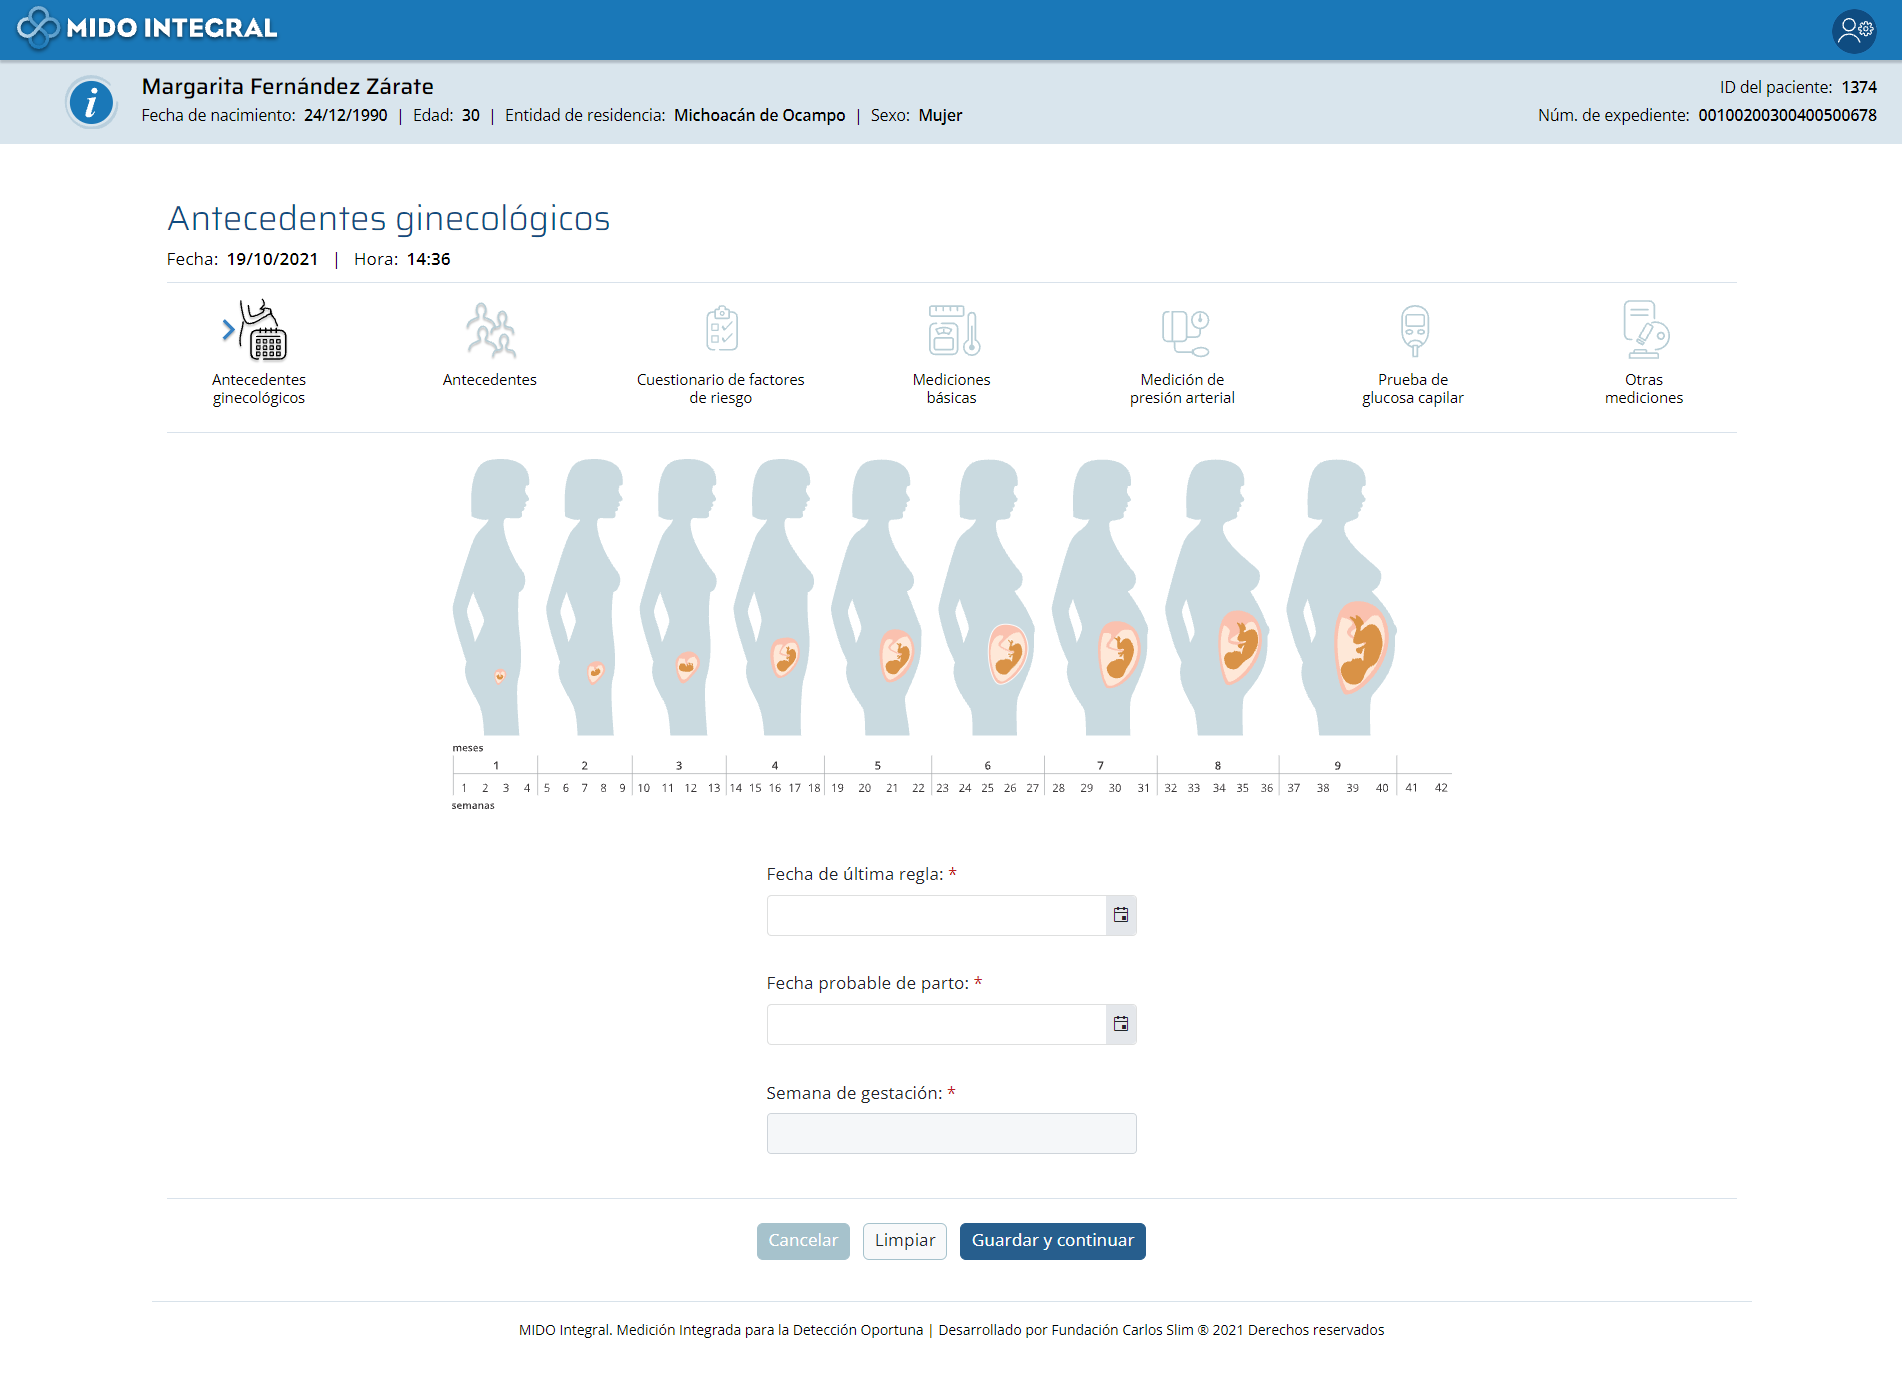 MIDO INTEGRAL
Margarita Fernández Zárate
Fecha de nacimiento: 24/12/1990 | Edad: 30 | Entidad de residencia: Michoacán de Ocampo | Sexo: Mujer
ID del paciente: 1374
Núm. de expediente: 00100200300400500678
Antecedentes ginecológicos
Fecha: 19/10/2021 | Hora: 14:36
Antecedentes
ginecológicos
Antecedentes
Cuestionario de factores
de riesgo
Mediciones
básicas
Medición de
presión arterial
Prueba de
glucosa capilar
Otras
mediciones
meses
1 2 3 4 5 6 7 8 9
1 2 3 4 5 6 7 8 9 10 11 12 13 14 15 16 17 18 19 20 21 22 23 24 25 26 27 28 29 30 31 32 33 34 35 36 37 38 39 40 41 42
semanas
Fecha de última regla: *
Fecha probable de parto: *
Semana de gestación: *
Cancelar
Limpiar
Guardar y continuar
MIDO Integral. Medición Integrada para la Detección Oportuna | Desarrollado por Fundación Carlos Slim ® 2021 Derechos reservados